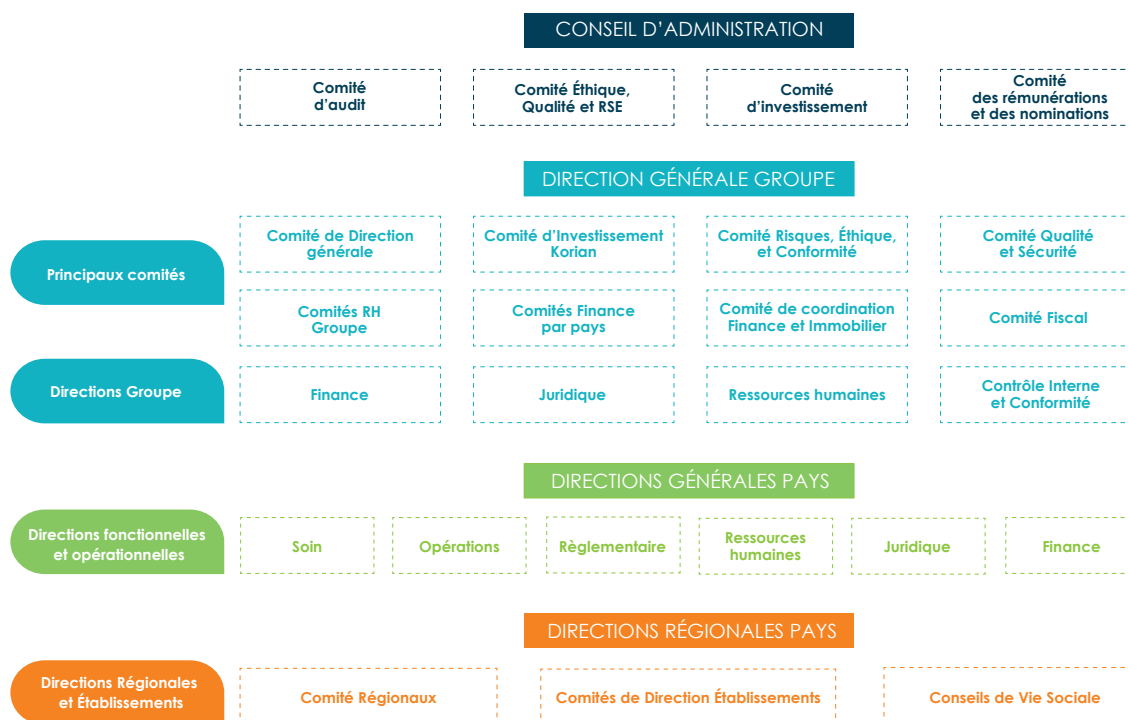 CONSEIL D’ADMINISTRATION
Comité
d’audit
Comité Éthique,
Qualité et RSE
Comité
d’investissement
Comité
des rémunérations
et des nominations
DIRECTION GÉNÉRALE GROUPE
Principaux comités
Comité de Direction
générale
Comité d’Investissement
Korian
Comité Risques, Éthique,
et Conformité
Comité Qualité
et Sécurité
Comités RH
Groupe
Comités Finance
par pays
Comité de coordination
Finance et Immobilier
Comité Fiscal
Directions Groupe
Finance
Juridique
Ressources humaines
Contrôle Interne
et Conformité
DIRECTIONS GÉNÉRALES PAYS
Directions fonctionnelles
et opérationnelles
Soin
Opérations
Règlementaire
Ressources
humaines
Juridique
Finance
DIRECTIONS RÉGIONALES PAYS
Directions Régionales
et Établissements
Comité Régionaux
Comités de Direction Établissements
Conseils de Vie Sociale